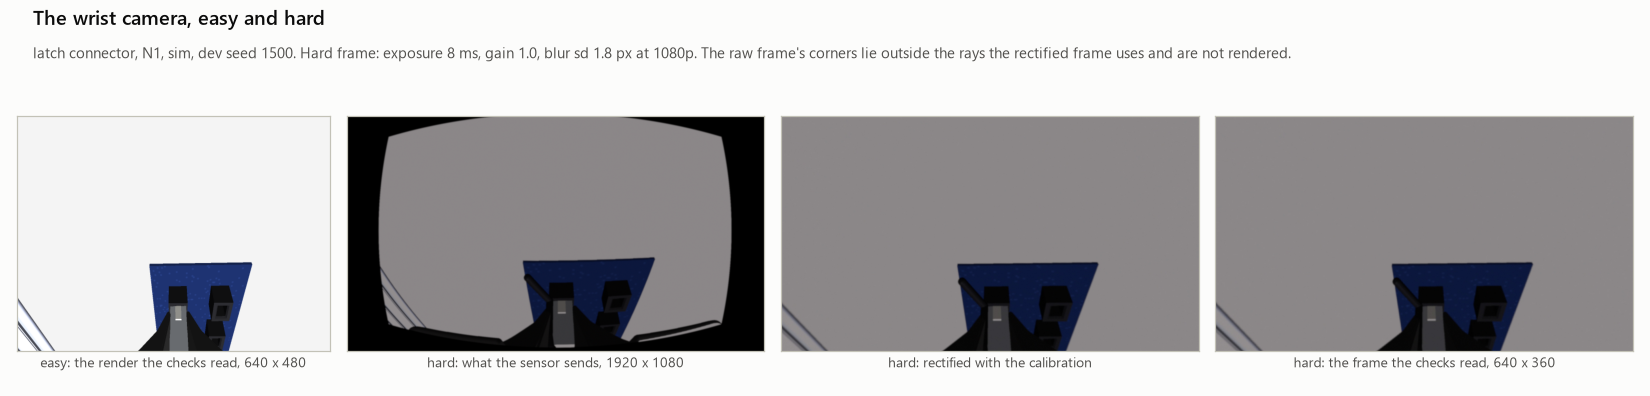 The wrist camera, easy and hard
latch connector, N1, sim, dev seed 1500. Hard frame: exposure 8 ms, gain 1.0, blur sd 1.8 px at 1080p. The raw frame's corners lie outside the rays the rectified frame uses and are not rendered.
easy: the render the checks read, 640 x 480
hard: what the sensor sends, 1920 x 1080
hard: rectified with the calibration
hard: the frame the checks read, 640 x 360